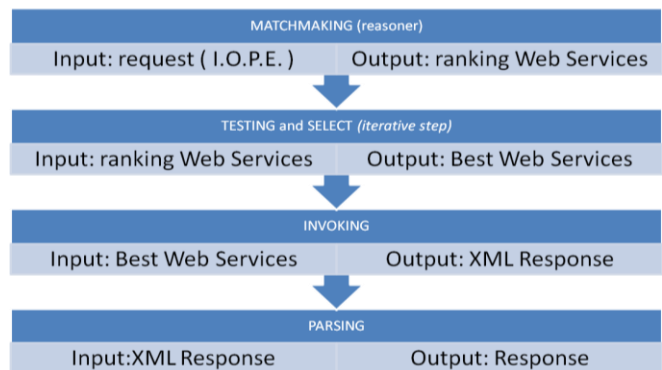 MATCHMAKING (reasoner)
Input: request ( I.O.P.E. ) Output: ranking Web Services
TESTING and SELECT (iterative step)
Input: ranking Web Services Output: Best Web Services
INVOKING
Input: Best Web Services Output: XML Response
PARSING
Input:XML Response Output: Response